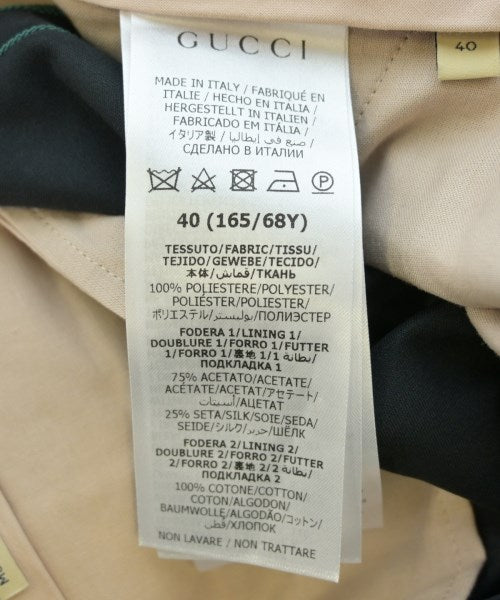 GUCCI
40
MADE IN ITALY / FABRIQUÉ EN
ITALIE / HECHO EN ITALIA/
HERGESTELLT IN ITALIEN /
FABRICADO EM ITÁLIA/
イタリア製 / صنع في إيطاليا /
СДЕЛАНО В ИТАЛИИ
P
40 (165/68Y)
TESSUTO/FABRIC/TISSU/
TEJIDO/GEWEBE/TECIDO/
本体/قماش/ТКАНЬ
100% POLIESTERE/POLYESTER/
POLIÉSTER/POLIESTER/
ポリエステル/بوليستر/ПОЛИЭСТЕР
FODERA 1/LINING 1/
DOUBLURE 1/FORRO 1/FUTTER
1/FORRO 1/裏地 1/بطانة 1/
ПОДКЛАДКА 1
75% ACETATO/ACETATE/
ACÉTATE/ACETAT/アセテート/
أسيتات/АЦЕТАТ
25% SETA/SILK/SOIE/SEDA/
SEIDE/シルク/حرير/ШЁЛК
FODERA 2/LINING 2/
DOUBLURE 2/FORRO 2/FUTTER
2/FORRO 2/裏地 2/بطانة 2/
ПОДКЛАДКА 2
100% COTONE/COTTON/
COTON/ALGODON/
BAUMWOLLE/ALGODÃO/コットン/
قطن/ХЛОПОК
NON LAVARE / NON TRATTARE